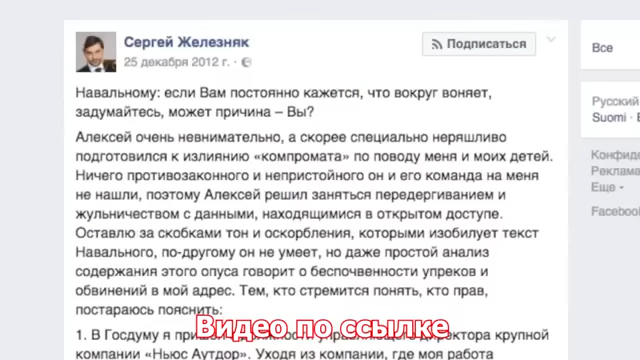 Сергей Железняк
25 декабря 2012 г. ·
Подписаться
Навальному: если Вам постоянно кажется, что вокруг воняет,
задумайтесь, может причина – Вы?
Алексей очень невнимательно, а скорее специально неряшливо
подготовился к излиянию «компромата» по поводу меня и моих детей.
Ничего противозаконного и непристойного он и его команда на меня
не нашли, поэтому Алексей решил заняться передергиванием и
жульничеством с данными, находящимися в открытом доступе.
Оставлю за скобками тон и оскорбления, которыми изобилует текст
Навального, по-другому он не умеет, но даже простой анализ
содержания этого опуса говорит о беспочвенности упреков и
обвинений в мой адрес. Тем, кто стремится понять, кто прав,
постараюсь пояснить:
1. В Госдуму я директора крупной
компании «Ньюс Аутдор». Уходя из компании, где моя работа
Видео по ссылке
Все
Русский
Suomi ·
Конфиде
Реклама
Еще
Facebook